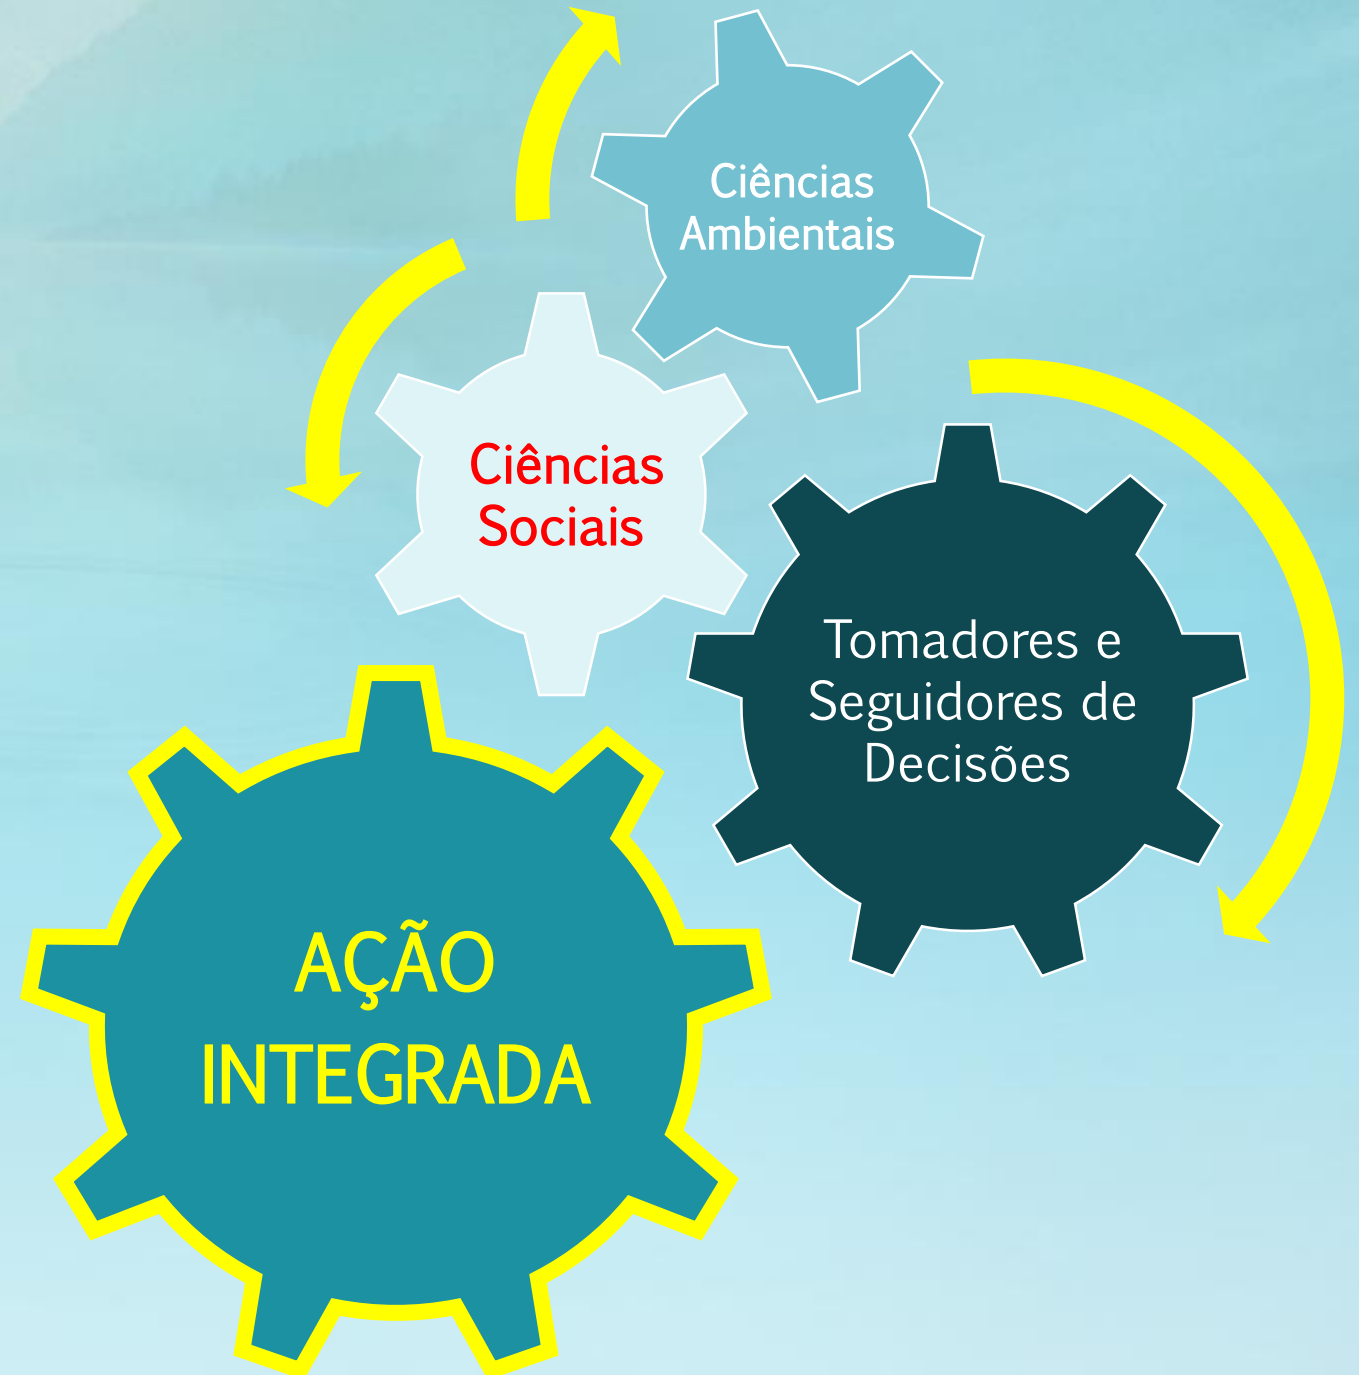 Ciências
Ambientais
Ciências
Sociais
Tomadores e
Seguidores de
Decisões
AÇÃO
INTEGRADA